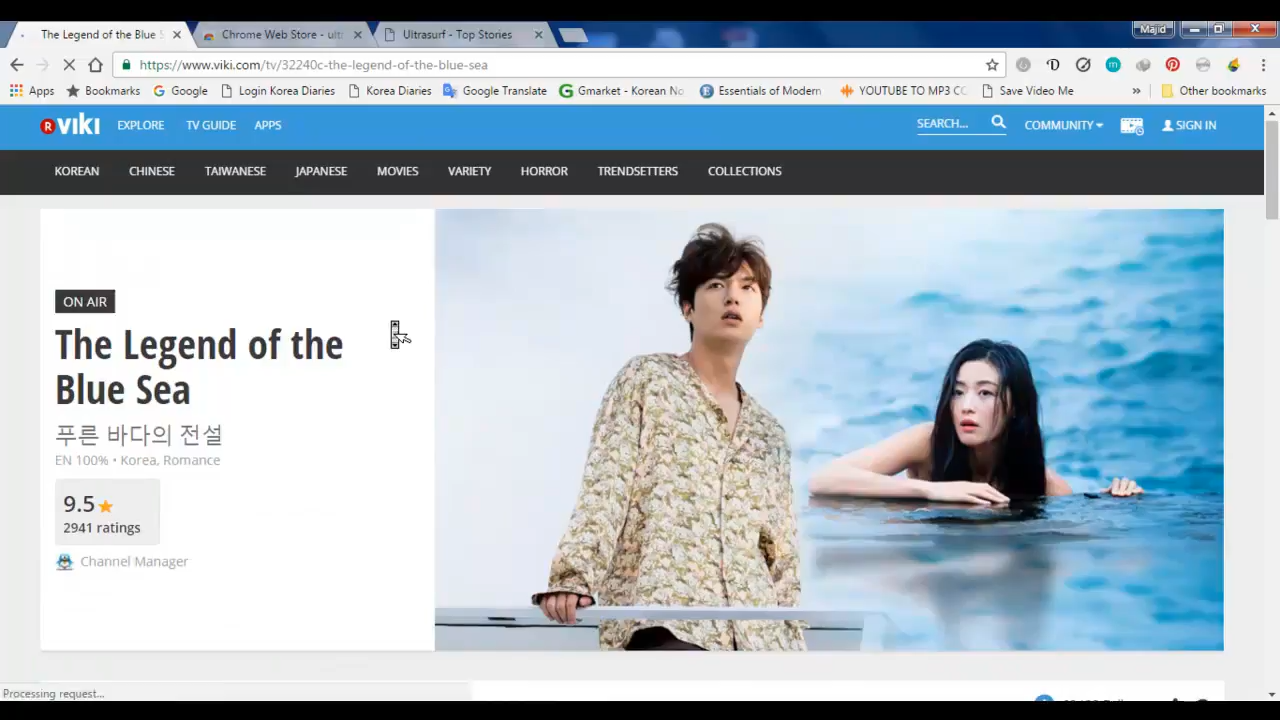 The Legend of the Blue S
Chrome Web Store - ultr
Ultrasurf - Top Stories
Majid
https://www.viki.com/tv/32240c-the-legend-of-the-blue-sea
Apps Bookmarks Google Login Korea Diaries Korea Diaries Google Translate Gmarket - Korean No Essentials of Modern YOUTUBE TO MP3 CC Save Video Me » Other bookmarks
R viki EXPLORE TV GUIDE APPS SEARCH... COMMUNITY SIGN IN
KOREAN CHINESE TAIWANESE JAPANESE MOVIES VARIETY HORROR TRENDSETTERS COLLECTIONS
ON AIR
The Legend of the
Blue Sea
푸른 바다의 전설
EN 100% • Korea, Romance
9.5
2941 ratings
Channel Manager
Processing request...